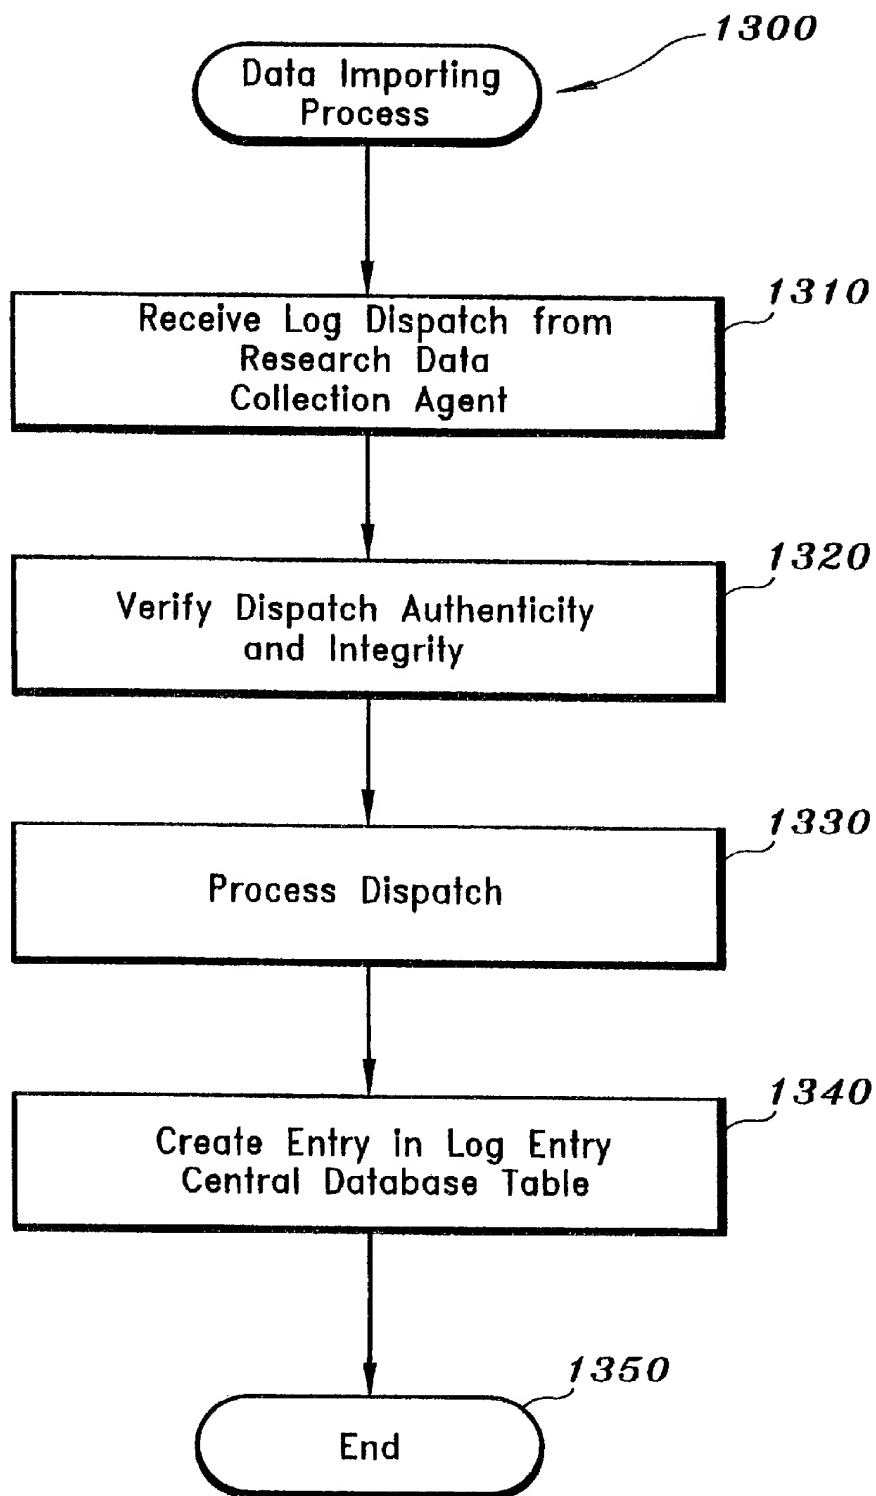 1300
Data Importing
Process
1310
Receive Log Dispatch from
Research Data
Collection Agent
1320
Verify Dispatch Authenticity
and Integrity
1330
Process Dispatch
1340
Create Entry in Log Entry
Central Database Table
1350
End